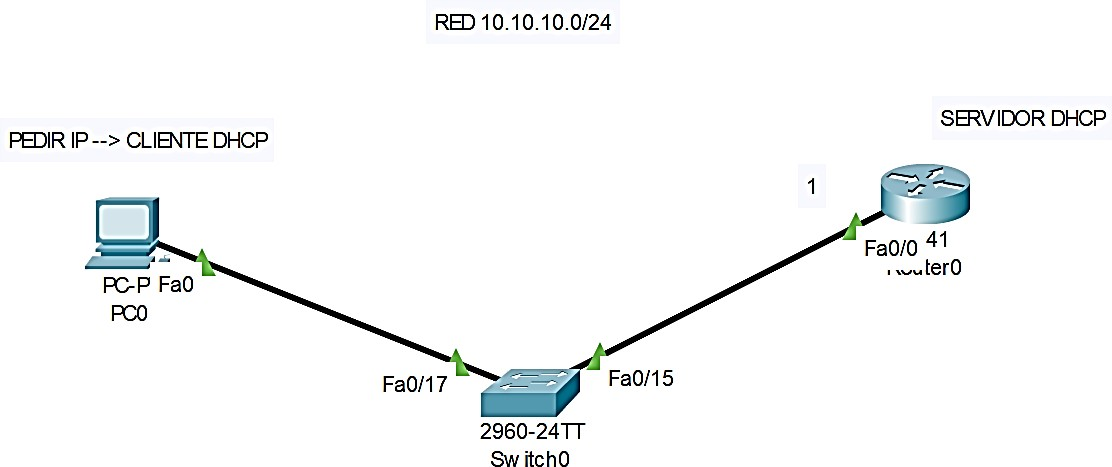 RED 10.10.10.0/24
SERVIDOR DHCP
PEDIR IP --> CLIENTE DHCP
1
Fa0/0
41
Router0
PC-P
Fa0
PC0
Fa0/17
Fa0/15
2960-24TT
Switch0